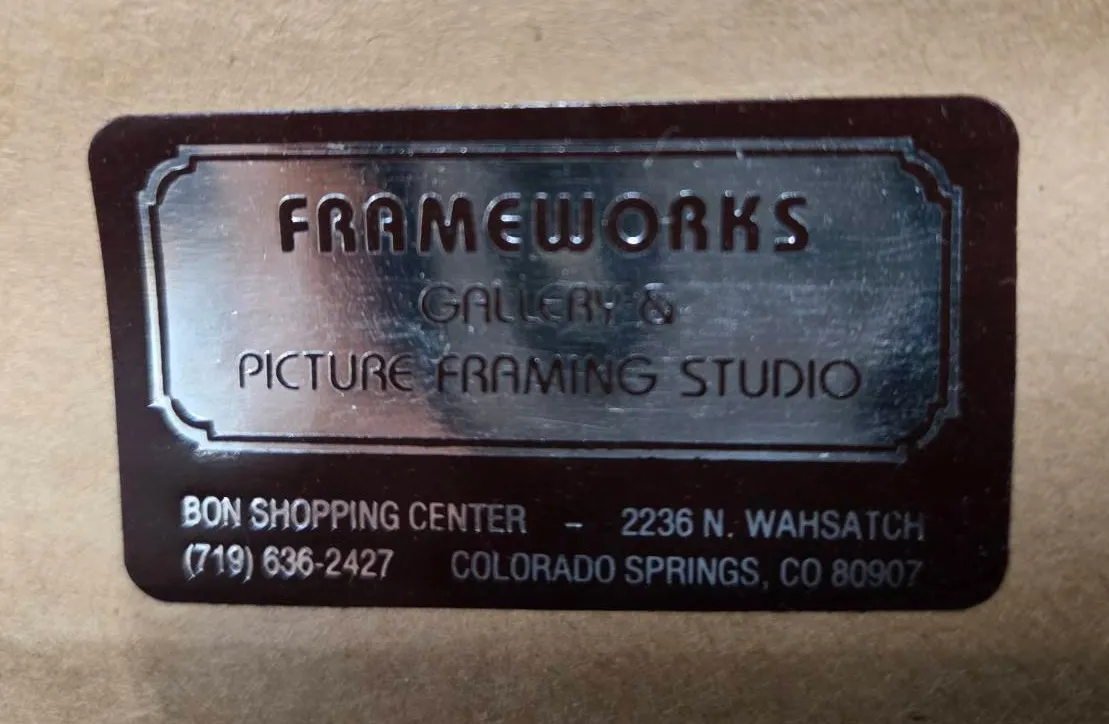 FRAMEWORKS
GALLERY &
PICTURE FRAMING STUDIO
BON SHOPPING CENTER - 2236 N. WAHSATCH
(719) 636-2427 COLORADO SPRINGS, CO 80907